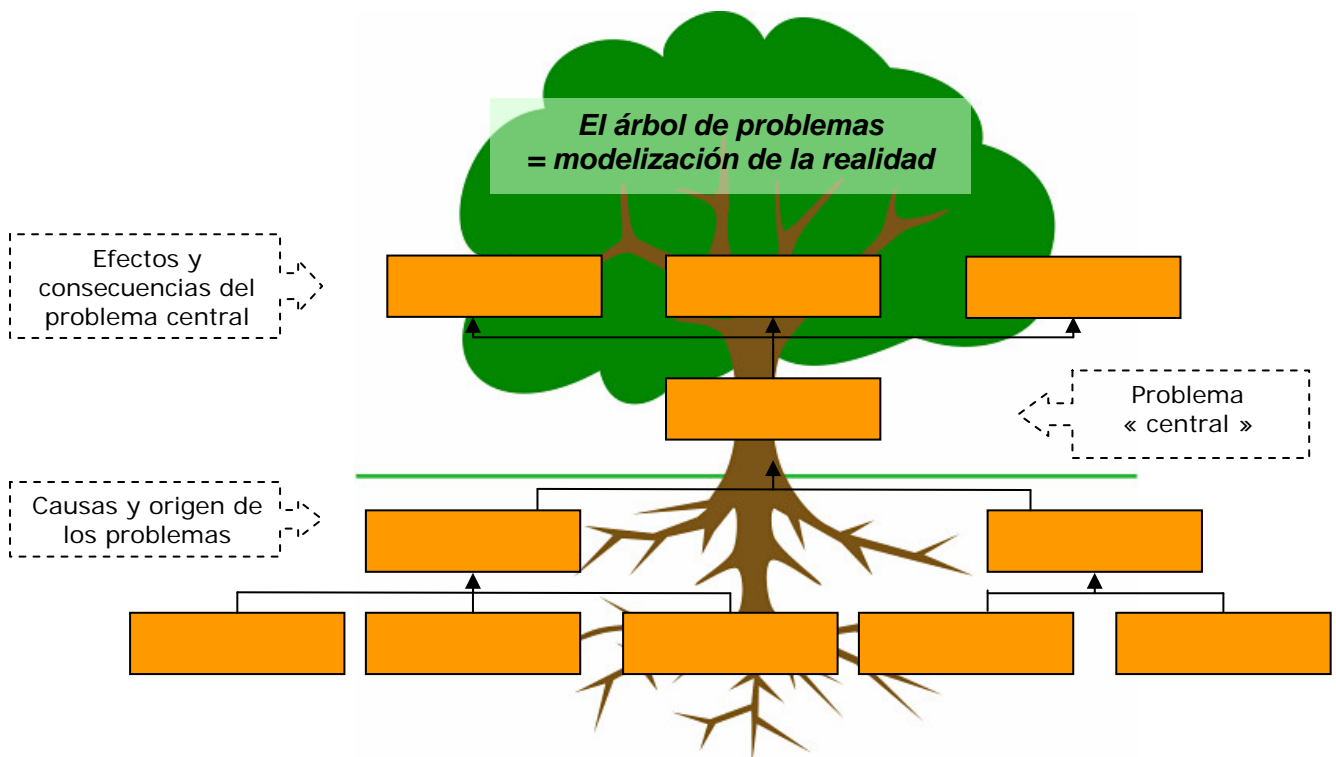 El árbol de problemas
= modelización de la realidad
Efectos y
consecuencias del
problema central
Problema
« central »
Causas y origen de
los problemas